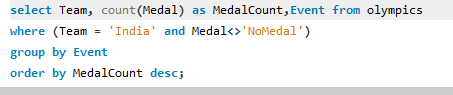 select Team, count(Medal) as MedalCount,Event from olympics
where (Team = 'India' and Medal<>'NoMedal')
group by Event
order by MedalCount desc;